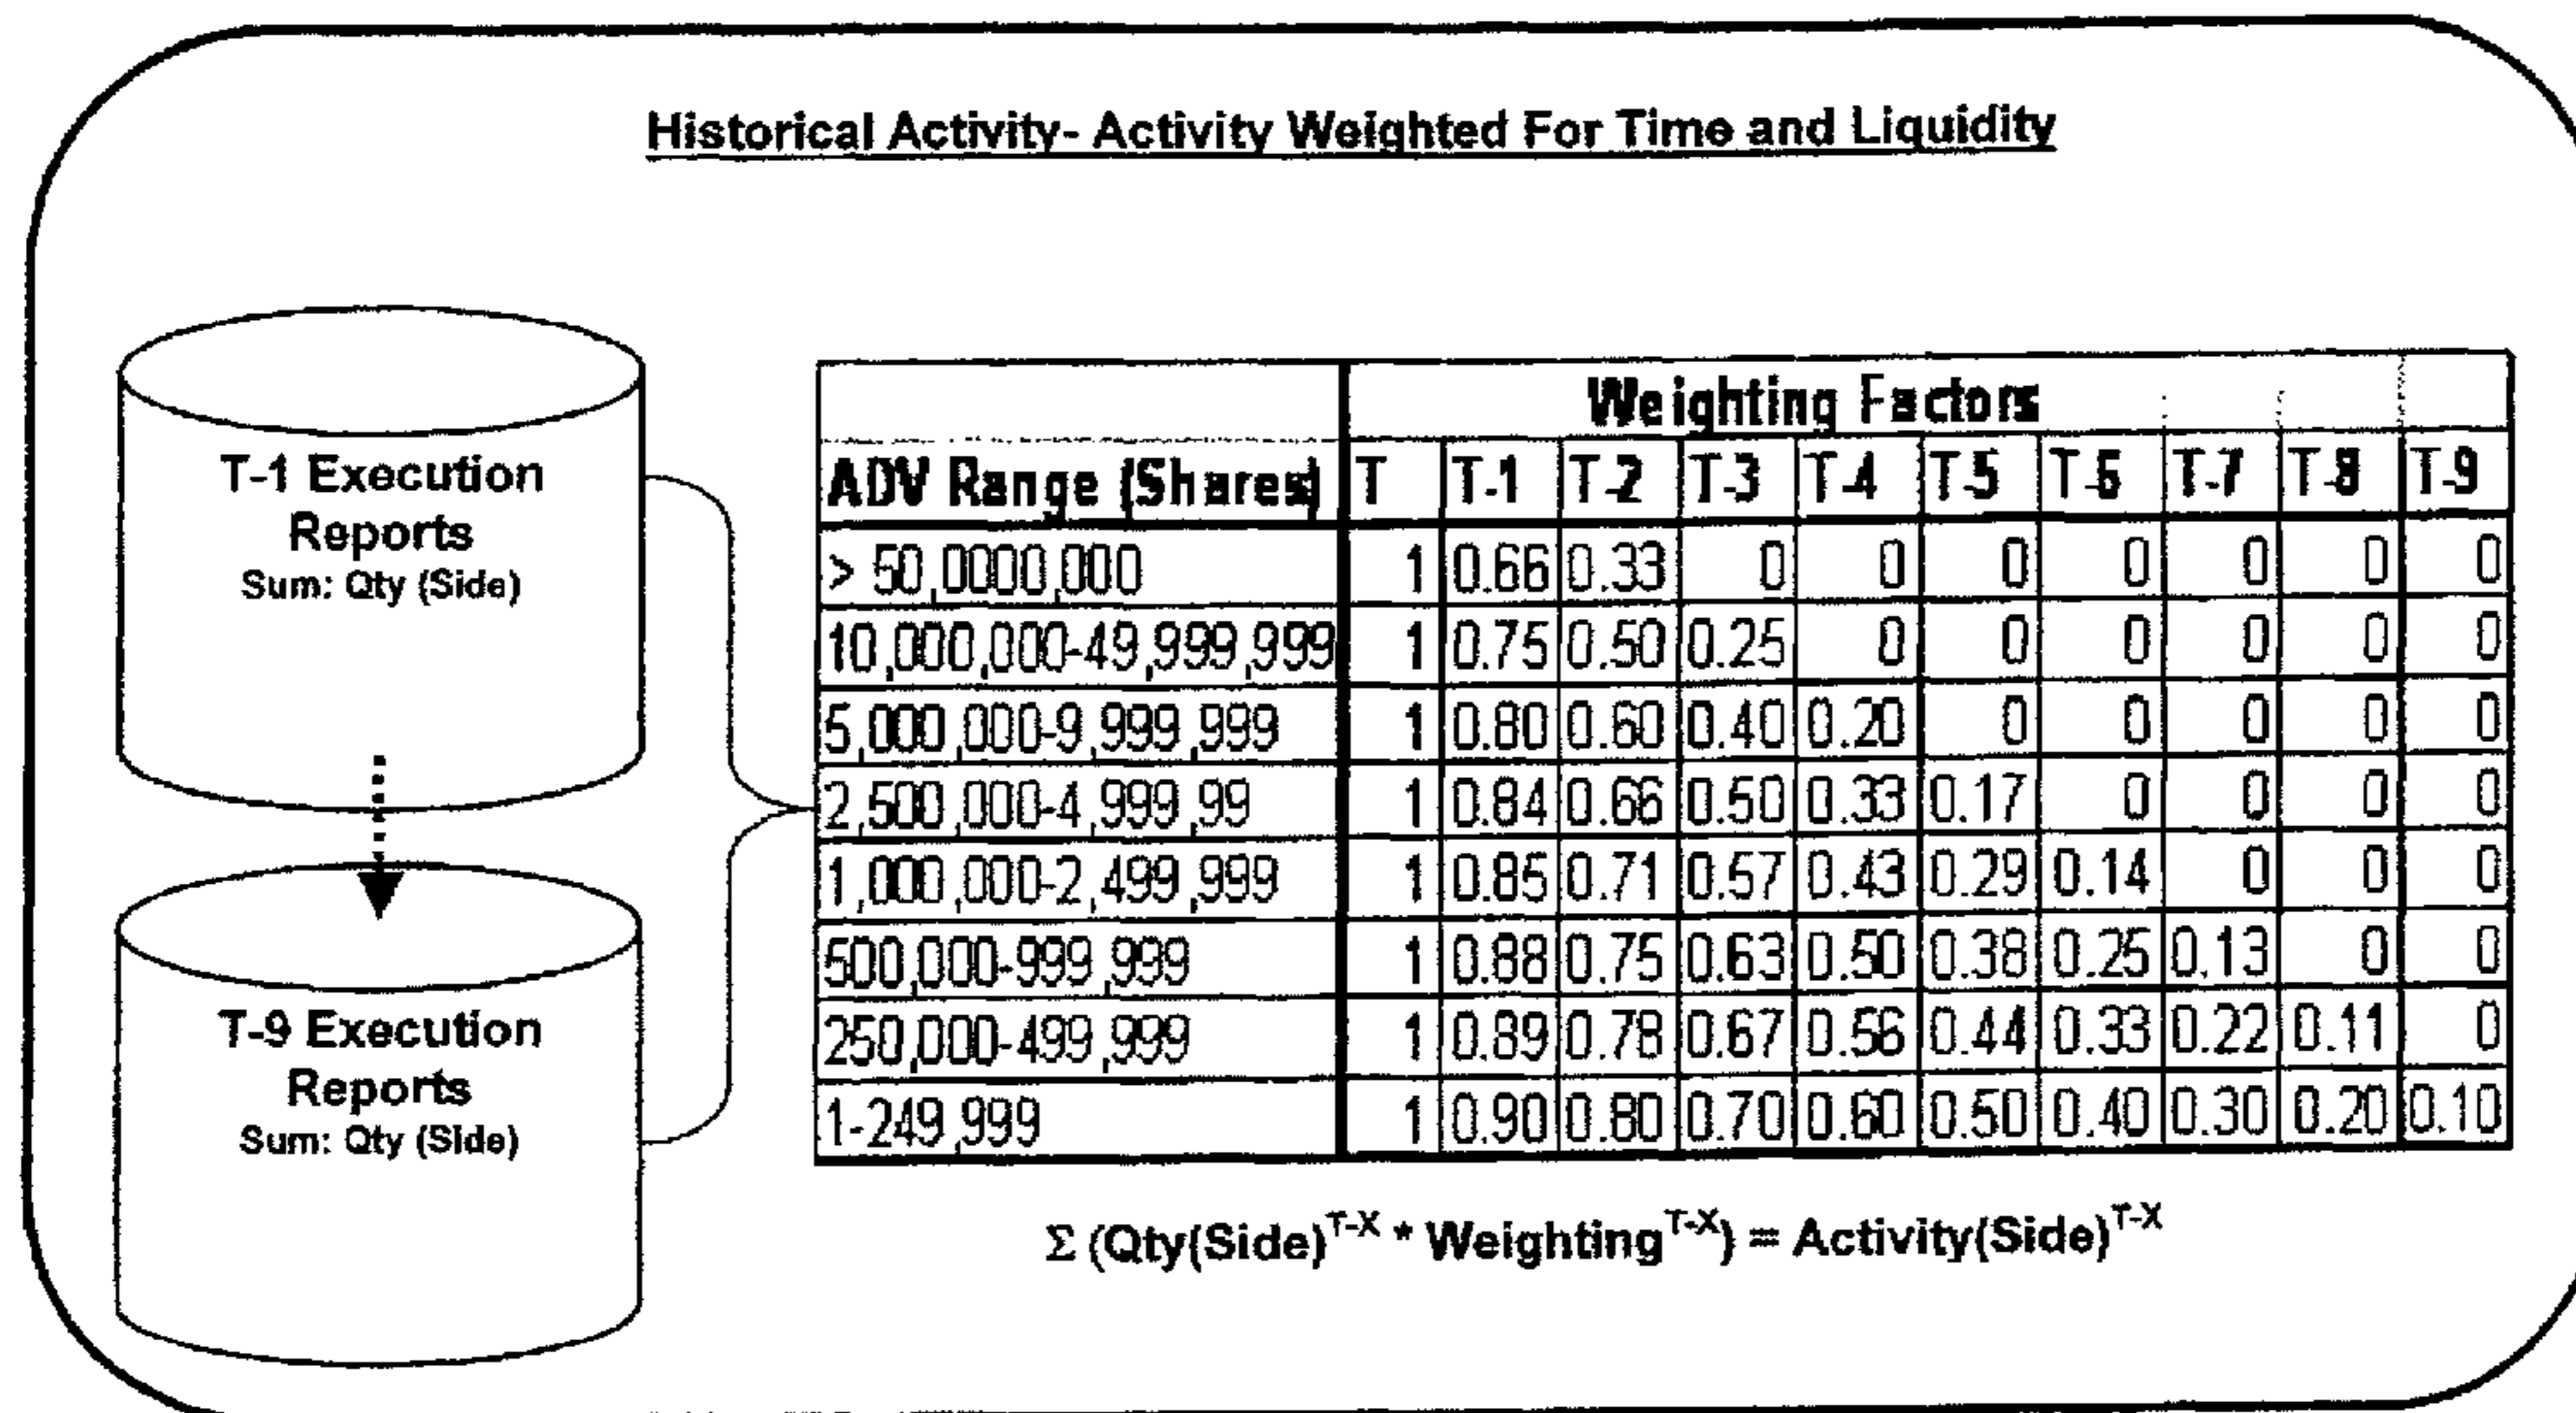 Historical Activity- Activity Weighted For Time and Liquidity
T-1 Execution
Reports
Sum: Qty (Side)
T-9 Execution
Reports
Sum: Qty (Side)
Weighting Factors
ADV Range (Shares) T T-1 T-2 T-3 T-4 T-5 T-6 T-7 T-8 T-9
> 50,0000,000 1 0.66 0.33 0 0 0 0 0 0 0
10,000,000-49,999,999 1 0.75 0.50 0.25 0 0 0 0 0 0
5,000,000-9,999,999 1 0.80 0.60 0.40 0.20 0 0 0 0 0
2,500,000-4,999,99 1 0.84 0.66 0.50 0.33 0.17 0 0 0 0
1,000,000-2,499,999 1 0.85 0.71 0.57 0.43 0.29 0.14 0 0 0
500,000-999,999 1 0.88 0.75 0.63 0.50 0.38 0.25 0.13 0 0
250,000-499,999 1 0.89 0.78 0.67 0.56 0.44 0.33 0.22 0.11 0
1-249,999 1 0.90 0.80 0.70 0.60 0.50 0.40 0.30 0.20 0.10
Σ (Qty(Side)^T-X * Weighting^T-X) = Activity(Side)^T-X